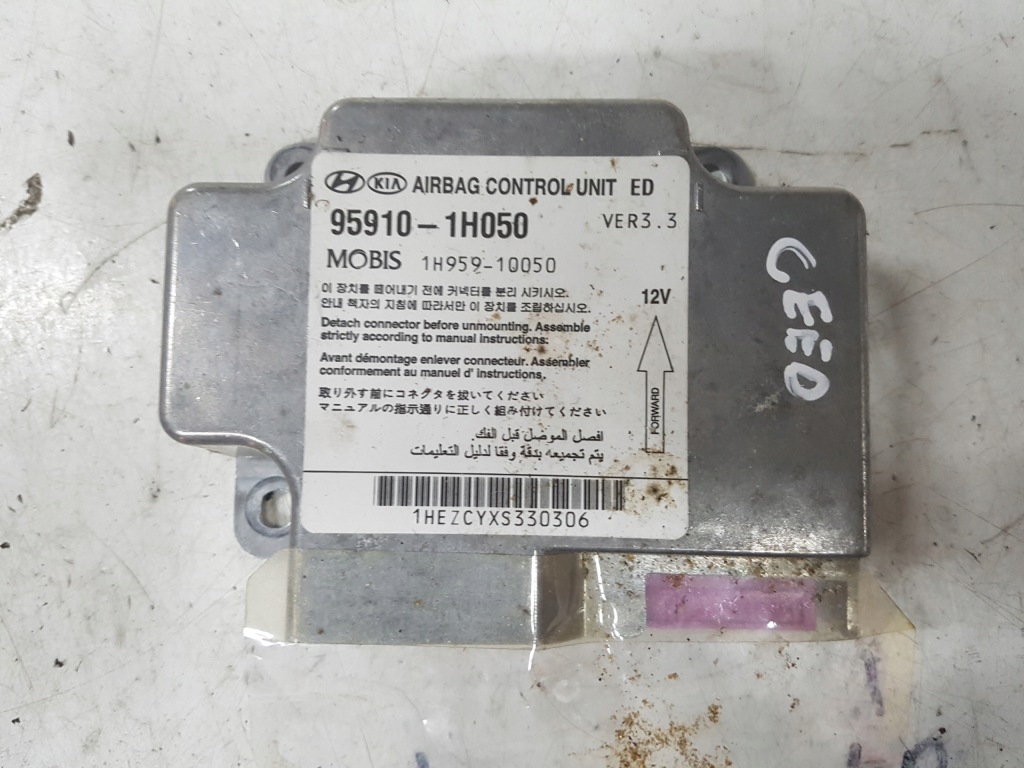 HYUNDAI KIA AIRBAG CONTROL UNIT ED
95910-1H050 VER3.3
MOBIS 1H959-10050
이 장치를 떼어내기 전에 커넥터를 분리 시키시오.
안내 책자의 지침에 따라서만 이 장치를 조립하십시오.
12V
Detach connector before unmounting. Assemble
strictly according to manual instructions:
Avant démontage enlever connecteur. Assembler
conformement au manuel d' instructions.
取り外す前にコネクタを抜いてください
マニュアルの指示通りに正しく組み付けてください
FORWARD
افصل الموصل قبل الفك.
يتم تجميعه بدقة وفقا لدليل التعليمات
1HEZCYXS330306
CEED